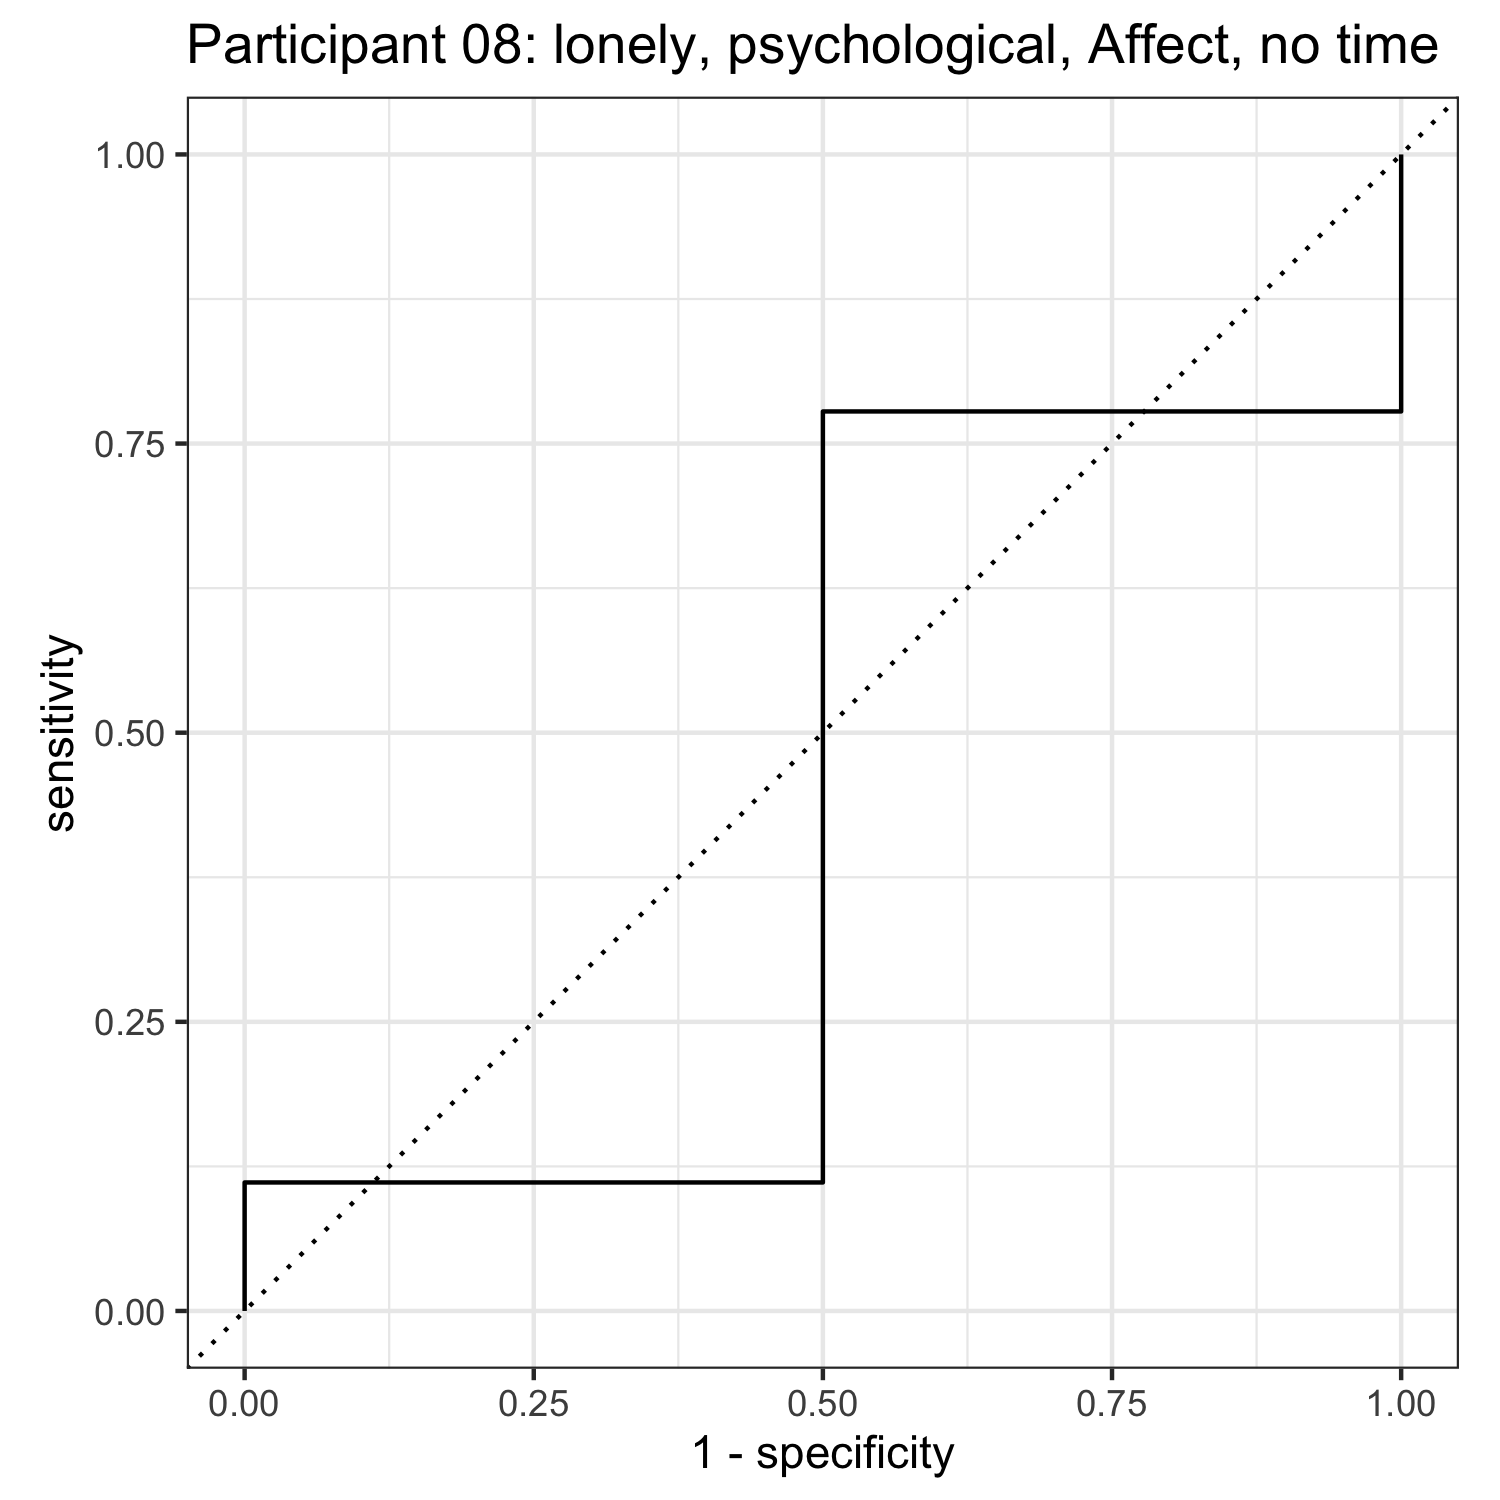 Participant 08: lonely, psychological, Affect, no time
1.00
0.75
0.50
0.25
0.00
sensitivity
0.00 0.25 0.50 0.75 1.00
1 - specificity